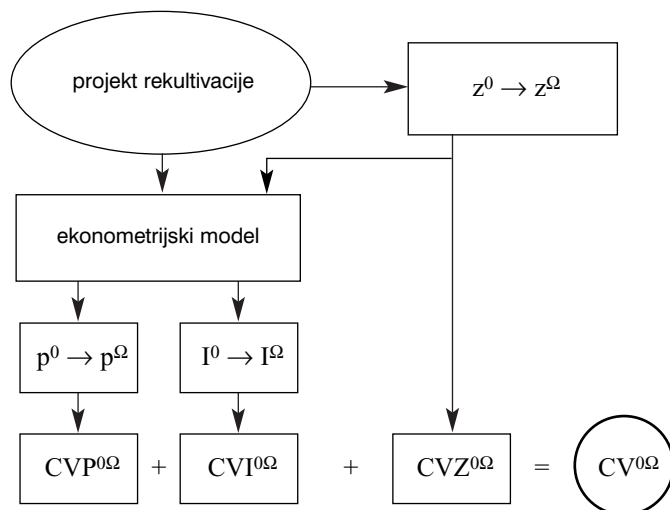 projekt rekultivacije
z⁰ → z^Ω
ekonometrijski model
p⁰ → p^Ω
I⁰ → I^Ω
CVP^0Ω + CVI^0Ω + CVZ^0Ω = CV^0Ω